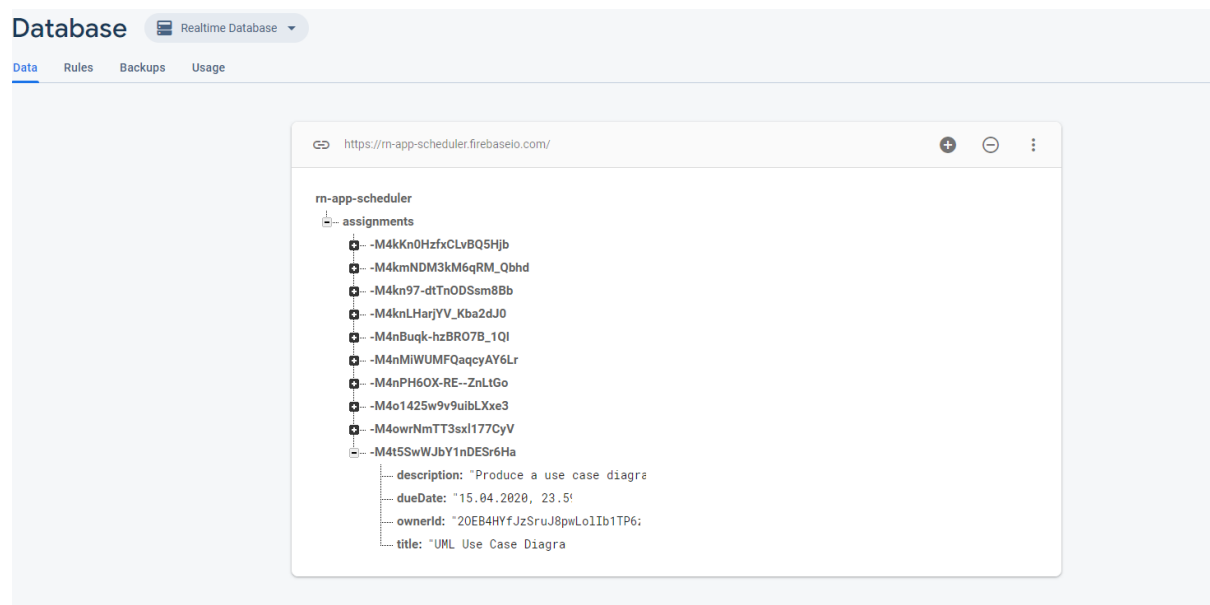 Database Realtime Database
Data Rules Backups Usage
https://rn-app-scheduler.firebaseio.com/
rn-app-scheduler
assignments
-M4kKn0HzfxCLvBQ5Hjb
-M4kmNDM3kM6qRM_Qbhd
-M4kn97-dtTnODSsm8Bb
-M4knLHarjYV_Kba2dJ0
-M4nBuqk-hzBRO7B_1QI
-M4nMiWUMFQaqcyAY6Lr
-M4nPH6OX-RE--ZnLtGo
-M4o1425w9v9uibLXxe3
-M4owrNmTT3sxl177CyV
-M4t5SwWJbY1nDESr6Ha
description: "Produce a use case diagra
dueDate: "15.04.2020, 23.59
ownerId: "2OEB4HYfJzSruJ8pwLolIb1TP6z
title: "UML Use Case Diagra